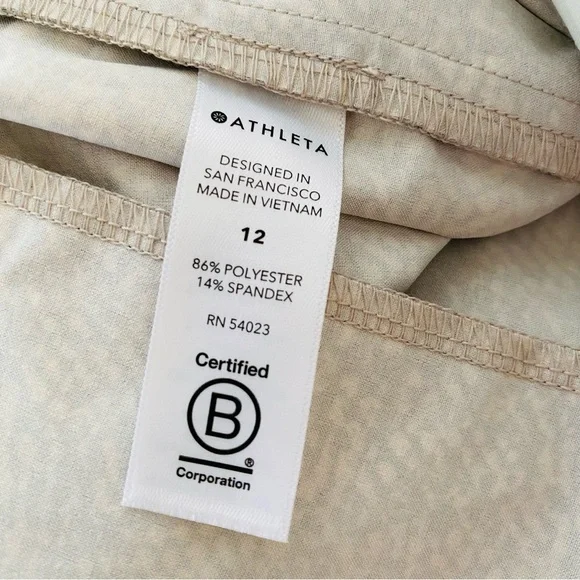 ATHLETA
DESIGNED IN
SAN FRANCISCO
MADE IN VIETNAM
12
86% POLYESTER
14% SPANDEX
RN 54023
Certified
B
®
Corporation